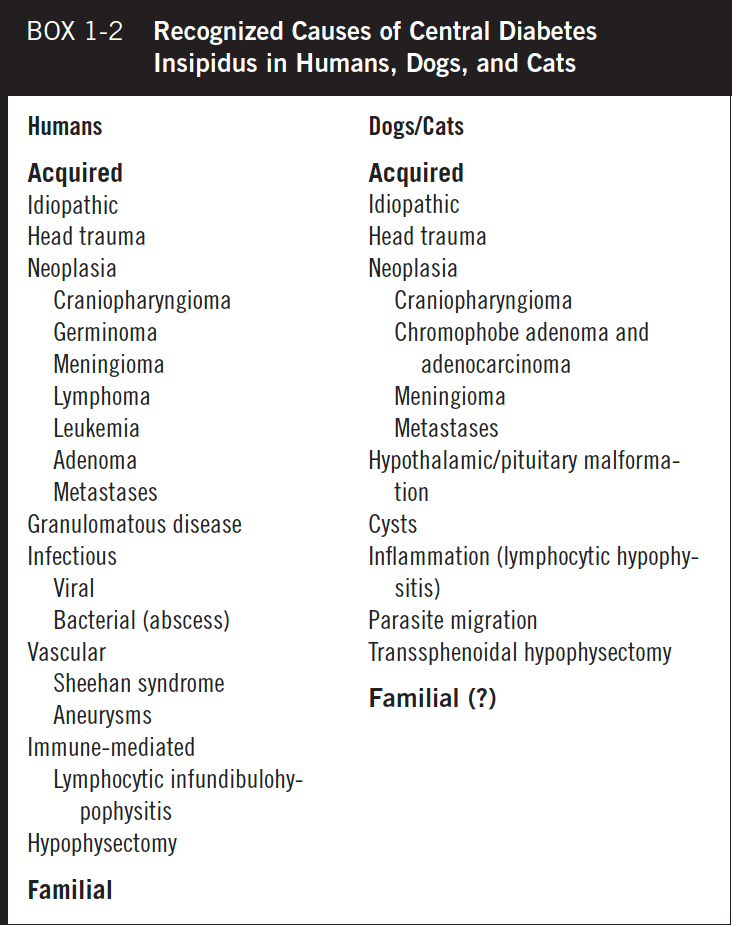 BOX 1-2 Recognized Causes of Central Diabetes
Insipidus in Humans, Dogs, and Cats
Humans
Acquired
Idiopathic
Head trauma
Neoplasia
Craniopharyngioma
Germinoma
Meningioma
Lymphoma
Leukemia
Adenoma
Metastases
Granulomatous disease
Infectious
Viral
Bacterial (abscess)
Vascular
Sheehan syndrome
Aneurysms
Immune-mediated
Lymphocytic infundibulohy-
pophysitis
Hypophysectomy
Familial
Dogs/Cats
Acquired
Idiopathic
Head trauma
Neoplasia
Craniopharyngioma
Chromophobe adenoma and
adenocarcinoma
Meningioma
Metastases
Hypothalamic/pituitary malforma-
tion
Cysts
Inflammation (lymphocytic hypophy-
sitis)
Parasite migration
Transsphenoidal hypophysectomy
Familial (?)